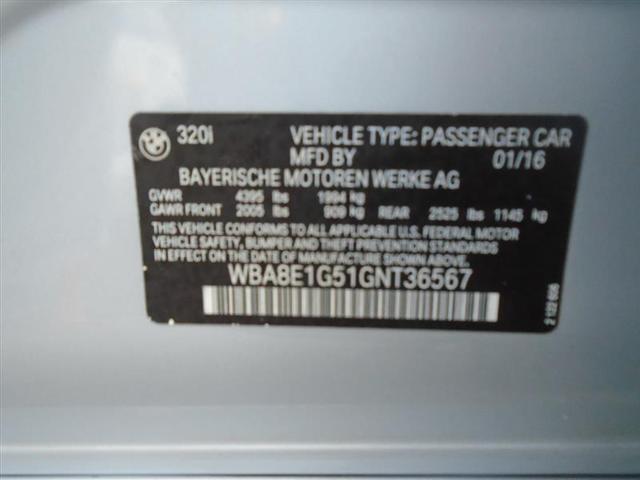 320i VEHICLE TYPE: PASSENGER CAR
MFD BY 01/16
BAYERISCHE MOTOREN WERKE AG
GVWR 4395 lbs 1994 kg
GAWR FRONT 2005 lbs 909 kg REAR 2525 lbs 1145 kg
THIS VEHICLE CONFORMS TO ALL APPLICABLE U.S. FEDERAL MOTOR
VEHICLE SAFETY, BUMPER AND THEFT PREVENTION STANDARDS IN
EFFECT ON THE DATE OF MANUFACTURE SHOWN ABOVE.
WBA8E1G51GNT36567